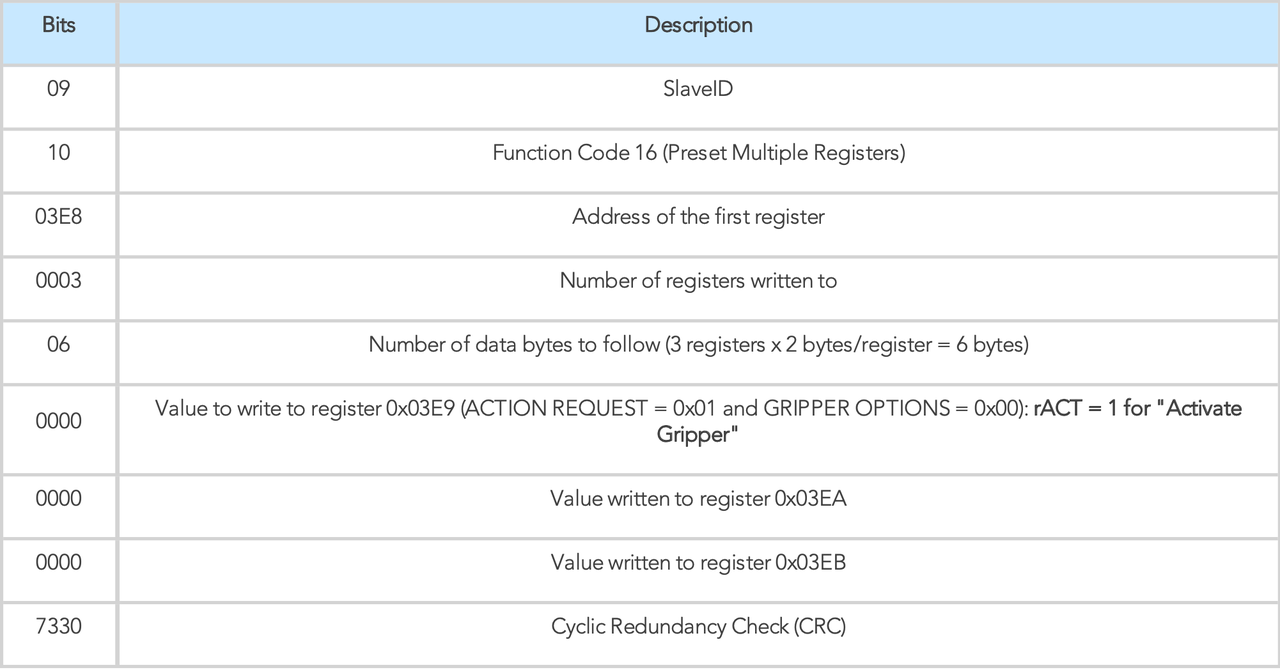 Bits Description
09 SlaveID
10 Function Code 16 (Preset Multiple Registers)
03E8 Address of the first register
0003 Number of registers written to
06 Number of data bytes to follow (3 registers x 2 bytes/register = 6 bytes)
0000 Value to write to register 0x03E9 (ACTION REQUEST = 0x01 and GRIPPER OPTIONS = 0x00): rACT = 1 for "Activate
Gripper"
0000 Value written to register 0x03EA
0000 Value written to register 0x03EB
7330 Cyclic Redundancy Check (CRC)